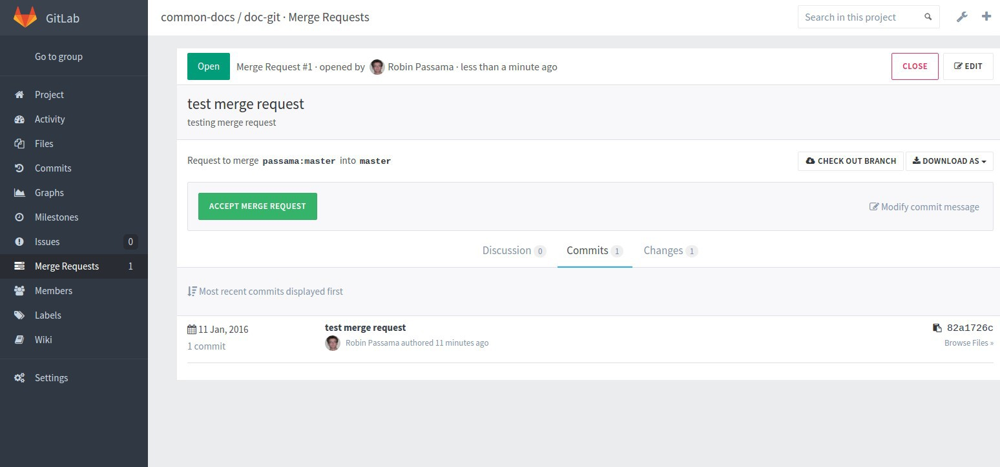 GitLab
common-docs / doc-git · Merge Requests
Search in this project
Go to group
Project
Activity
Files
Commits
Graphs
Milestones
Issues 0
Merge Requests 1
Members
Labels
Wiki
Settings
Open Merge Request #1 · opened by Robin Passama · less than a minute ago CLOSE EDIT
test merge request
testing merge request
Request to merge passama:master into master CHECK OUT BRANCH DOWNLOAD AS
ACCEPT MERGE REQUEST Modify commit message
Discussion 0 Commits 1 Changes 1
Most recent commits displayed first
11 Jan, 2016 test merge request 82a1726c
1 commit Robin Passama authored 11 minutes ago Browse Files »